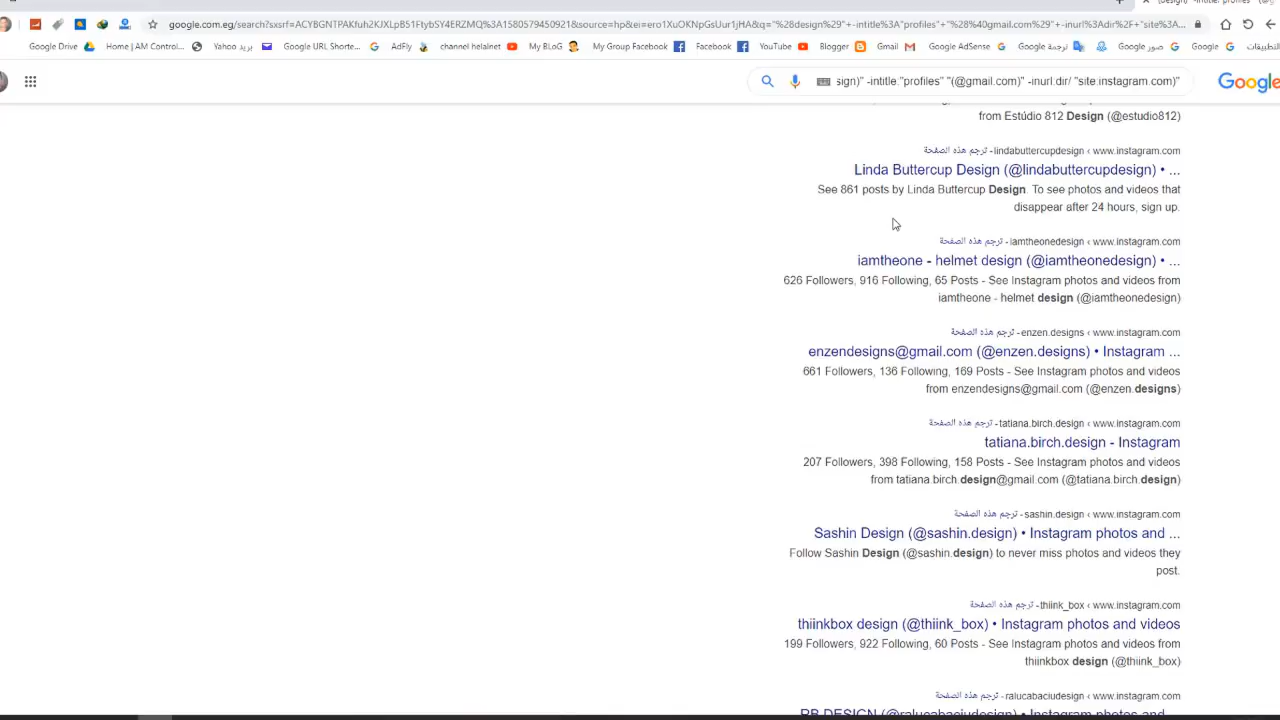 (design)" -intitle:"profiles" "(@g
google.com.eg/search?sxsrf=ACYBGNTPAKfuh2KJXLpB51FtybSY4ERZMQ%3A1580579450921&source=hp&ei=ero1XuOKNpGsUur1jHA&q="%28design%29"+-intitle%3A"profiles"+"%28%40gmail.com%29"+-inurl%3Adir%2F+"site%3A...
Google Drive Home | AM Control... بريد Yahoo Google URL Shorte... AdFly channel helalnet My BLoG My Group Facebook Facebook YouTube Blogger Gmail Google AdSense ترجمة Google صور Google Google التطبيقات
sign)" -intitle:"profiles" "(@gmail.com)" -inurl:dir/ "site:instagram.com)"
Google
from Estúdio 812 Design (@estudio812)
www.instagram.com › lindabuttercupdesign - ترجم هذه الصفحة
Linda Buttercup Design (@lindabuttercupdesign) • ...
See 861 posts by Linda Buttercup Design. To see photos and videos that
disappear after 24 hours, sign up.
www.instagram.com › iamtheonedesign - ترجم هذه الصفحة
iamtheone - helmet design (@iamtheonedesign) • ...
626 Followers, 916 Following, 65 Posts - See Instagram photos and videos from
iamtheone - helmet design (@iamtheonedesign)
www.instagram.com › enzen.designs - ترجم هذه الصفحة
enzendesigns@gmail.com (@enzen.designs) • Instagram ...
661 Followers, 136 Following, 169 Posts - See Instagram photos and videos
from enzendesigns@gmail.com (@enzen.designs)
www.instagram.com › tatiana.birch.design - ترجم هذه الصفحة
tatiana.birch.design - Instagram
207 Followers, 398 Following, 158 Posts - See Instagram photos and videos
from tatiana.birch.design@gmail.com (@tatiana.birch.design)
www.instagram.com › sashin.design - ترجم هذه الصفحة
Sashin Design (@sashin.design) • Instagram photos and ...
Follow Sashin Design (@sashin.design) to never miss photos and videos they
post.
www.instagram.com › thiink_box - ترجم هذه الصفحة
thiinkbox design (@thiink_box) • Instagram photos and videos
199 Followers, 922 Following, 60 Posts - See Instagram photos and videos from
thiinkbox design (@thiink_box)
www.instagram.com › ralucabaciudesign - ترجم هذه الصفحة
RB DESIGN (@ralucabaciudesign) • Instagram photos and ...